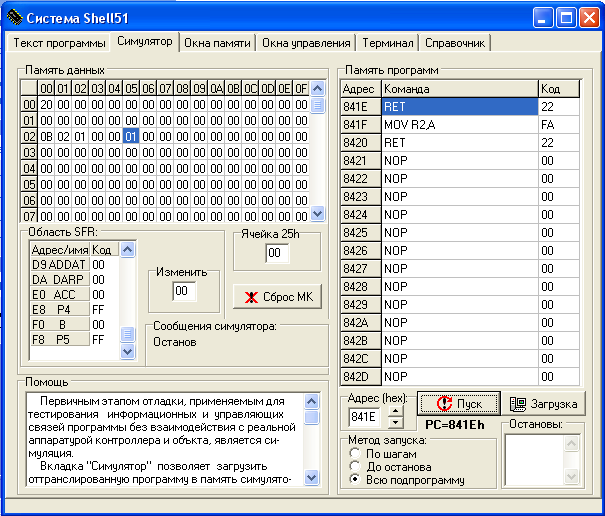 Система Shell51
Текст программы Симулятор Окна памяти Окна управления Терминал Справочник
Память данных
00 01 02 03 04 05 06 07 08 09 0A 0B 0C 0D 0E 0F
00 20 00 00 00 00 00 00 00 00 00 00 00 00 00 00 00
01 00 00 00 00 00 00 00 00 00 00 00 00 00 00 00 00
02 0B 02 01 00 00 01 00 00 00 00 00 00 00 00 00 00
03 00 00 00 00 00 00 00 00 00 00 00 00 00 00 00 00
04 00 00 00 00 00 00 00 00 00 00 00 00 00 00 00 00
05 00 00 00 00 00 00 00 00 00 00 00 00 00 00 00 00
06 00 00 00 00 00 00 00 00 00 00 00 00 00 00 00 00
07 00 00 00 00 00 00 00 00 00 00 00 00 00 00 00 00
Область SFR:
Адрес/имя Код
D9 ADDAT 00
DA DARP 00
E0 ACC 00
E8 P4 FF
F0 B 00
F8 P5 FF
Изменить
00
Ячейка 25h
00
Сброс МК
Сообщения симулятора:
Останов
Помощь
Первичным этапом отладки, применяемым для
тестирования информационных и управляющих
связей программы без взаимодействия с реальной
аппаратурой контроллера и объкта, является си-
муляция.
Вкладка "Симулятор" позволяет загрузить
оттранслированную программу в память симулято-
Память программ
Адрес Команда Код
841E RET 22
841F MOV R2,A FA
8420 RET 22
8421 NOP 00
8422 NOP 00
8423 NOP 00
8424 NOP 00
8425 NOP 00
8426 NOP 00
8427 NOP 00
8428 NOP 00
8429 NOP 00
842A NOP 00
842B NOP 00
842C NOP 00
842D NOP 00
Адрес (hex):
841E
Пуск
Загрузка
PC=841Eh
Метод запуска:
По шагам
До останова
Всю подпрограмму
Остановы: